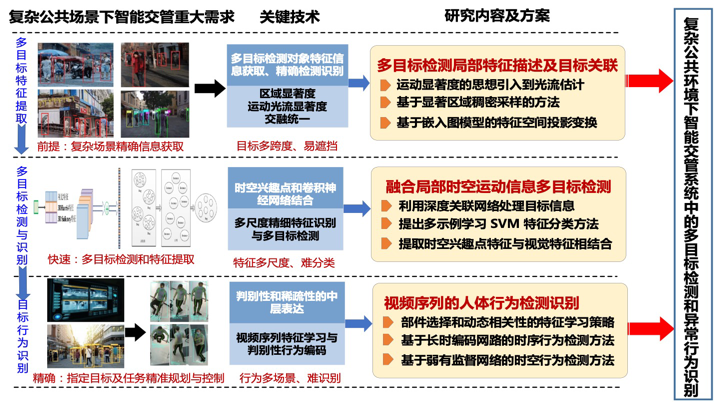 复杂公共场景下智能交管重大需求
关键技术
研究内容及方案
多目标特征提取
前提：复杂场景精确信息获取
多目标检测对象特征信
息获取、精确检测识别
区域显著度
运动光流显著度
交融统一
目标多跨度、易遮挡
多目标检测局部特征描述及目标关联
运动显著度的思想引入到光流估计
基于显著区域稠密采样的方法
基于嵌入图模型的特征空间投影变换
多目标检测与识别
快速：多目标检测和特征提取
时空兴趣点和卷积神
经网络结合
多尺度精细特征识别
与多目标检测
特征多尺度、难分类
融合局部时空运动信息多目标检测
利用深度关联网络处理目标信息
提出多示例学习 SVM 特征分类方法
提取时空兴趣点特征与视觉特征相结合
目标行为识别
精确：指定目标及任务精准规划与控制
判别性和稀疏性的中
层表达
视频序列特征学习与
判别性行为编码
行为多场景、难识别
视频序列的人体行为检测识别
部件选择和动态相关性的特征学习策略
基于长时编码网路的时序行为检测方法
基于弱有监督网络的时空行为检测方法
复杂公共环境下智能交管系统中的多目标检测和异常行为识别